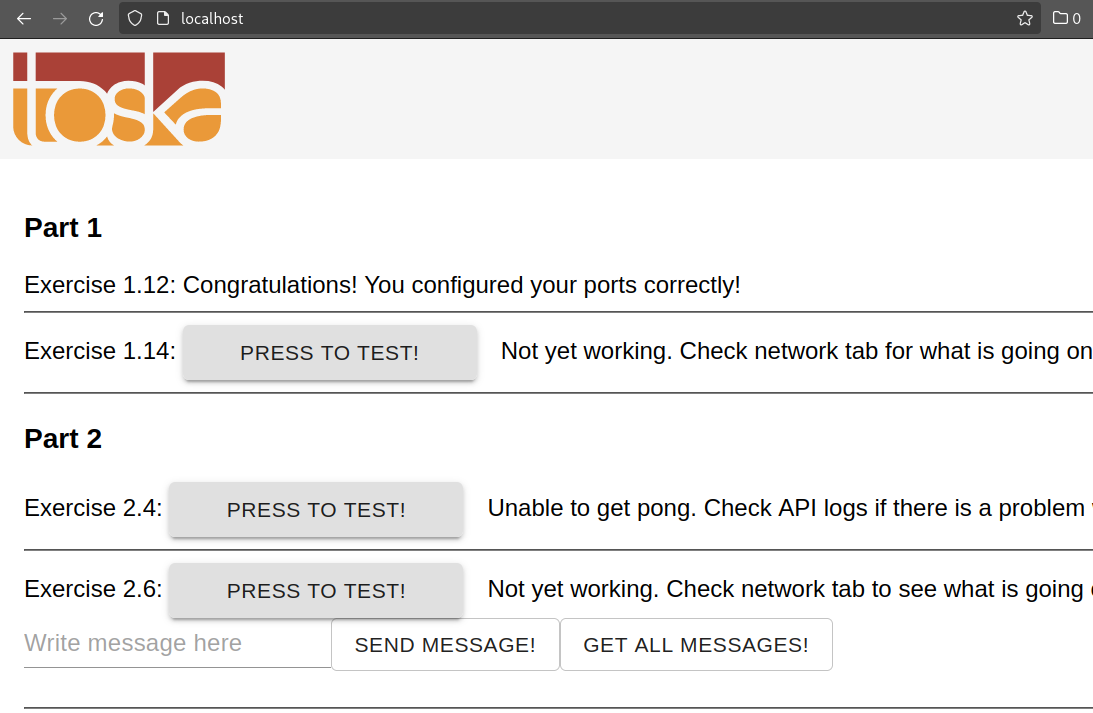 localhost
0
toska
Part 1
Exercise 1.12: Congratulations! You configured your ports correctly!
Exercise 1.14: PRESS TO TEST! Not yet working. Check network tab for what is going on
Part 2
Exercise 2.4: PRESS TO TEST! Unable to get pong. Check API logs if there is a problem
Exercise 2.6: PRESS TO TEST! Not yet working. Check network tab to see what is going
Write message here SEND MESSAGE! GET ALL MESSAGES!